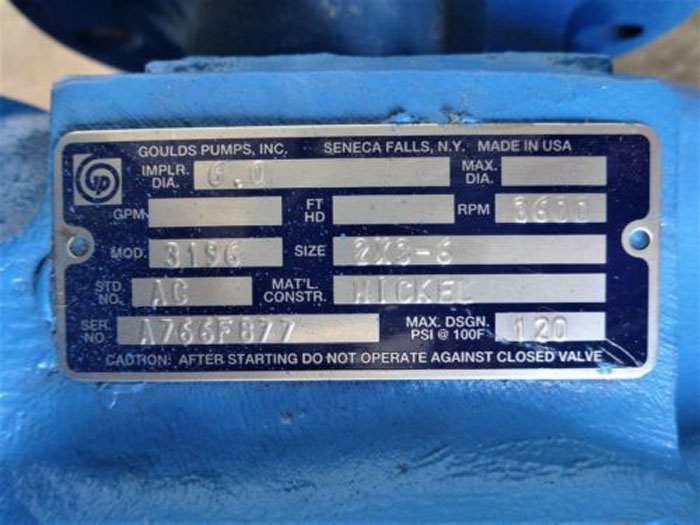 GOULDS PUMPS, INC. SENECA FALLS, N.Y. MADE IN USA
IMPLR. DIA. 6.0 MAX. DIA.
GPM FT HD RPM 3600
MOD. 3196 SIZE 2X3-6
STD. NO. AC MAT'L. CONSTR. NICKEL
SER. NO. A766F877 MAX. DSGN. PSI @ 100F 120
CAUTION: AFTER STARTING DO NOT OPERATE AGAINST CLOSED VALVE